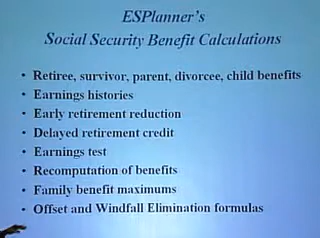 ESPlanner's
Social Security Benefit Calculations
• Retiree, survivor, parent, divorcee, child benefits
• Earnings histories
• Early retirement reduction
• Delayed retirement credit
• Earnings test
• Recomputation of benefits
• Family benefit maximums
• Offset and Windfall Elimination formulas